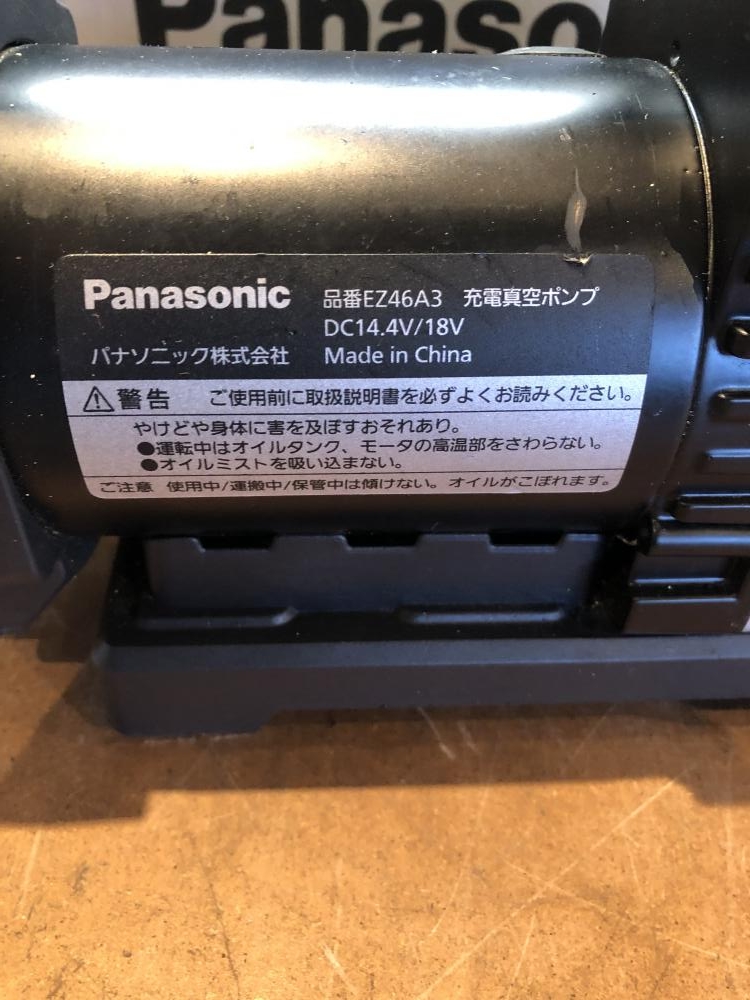 Panaso
Panasonic 品番EZ46A3 充電真空ポンプ
DC14.4V/18V
パナソニック株式会社 Made in China
警告 ご使用前に取扱説明書を必ずよくお読みください。
やけどや身体に害を及ぼすおそれあり。
●運転中はオイルタンク、モータの高温部をさわらない。
●オイルミストを吸い込まない。
ご注意 使用中/運搬中/保管中は傾けない。オイルがこぼれます。